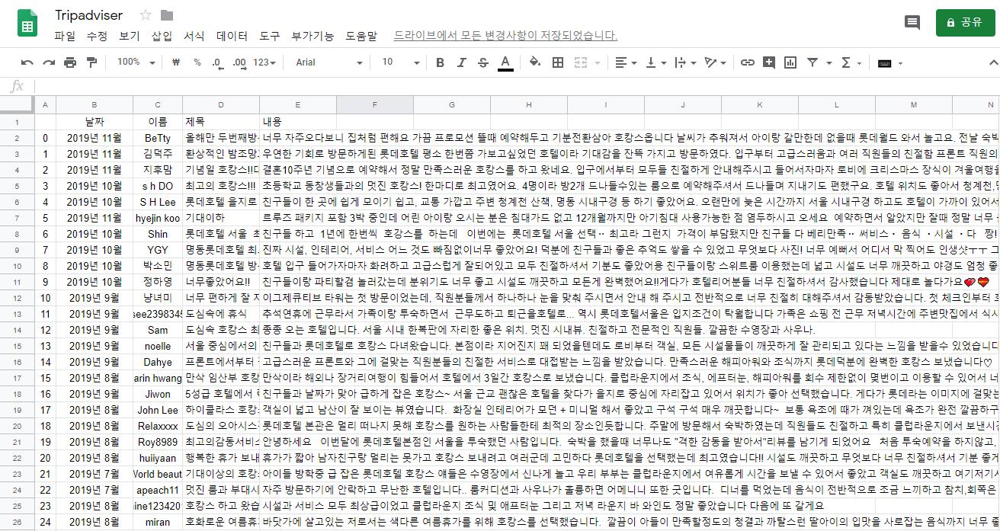 Tripadviser
공유
파일 수정 보기 삽입 서식 데이터 도구 부가기능 도움말 드라이브에서 모든 변경사항이 저장되었습니다.
100% ₩ % .0 .00 123 Arial 10 B I S A Σ
fx
A B C D E F G H I J K L M N
1 날짜 이름 제목 내용
2 0 2019년 11월 BeTty 올해만 두번째방 너무 자주오다보니 집처럼 편해요 가끔 프로모션 뜰때 예약해두고 기분전환삼아 호캉스옵니다 날씨가 추워져서 아이랑 갈만한데 없을때 롯데월드 와서 놀고요. 전날 숙박
3 1 2019년 11월 김덕주 환상적인 밤조망 우연한 기회로 방문하게된 롯데호텔 평소 한번쯤 가보고싶었던 호텔이라 기대감을 잔뜩 가지고 방문하였다. 입구부터 고급스러움과 여러 직원들의 친절함 프론트 직원의
4 2 2019년 11월 지후맘 기념일 호캉스!! 결혼10주년 기념으로 예약해서 정말 만족스러운 호캉스를 하고 왔네요. 입구에서부터 모두들 친절하게 안내해주시고 들어서자마자 로비에 크리스마스 장식이 겨울여행을
5 3 2019년 10월 s h DO 최고의 호캉스!!! 초등학교 동창생들과의 멋진 호캉스! 한마디로 최고였어요. 4명이라 방2개 드나들수있는 룸으로 예약해주셔서 드나들며 지내기도 편했구요. 호텔 위치도 좋아서 청계천,
6 4 2019년 10월 S H Lee 롯데호텔 을지로 친구들이 한 곳에 쉽게 모이기 쉽고, 교통 가깝고 주변 청계천 산책, 명동 시내구경 등 하기 좋았어요. 오랜만에 늦은 시간까지 서울 시내구경 하고도 호텔이 가까이 있어서
7 5 2019년 11월 hyejin koo 기대이하 르루즈 패키지 포함 3박 중인데 어린 아이랑 오시는 분은 침대가드 없고 12개월까지만 아기침대 사용가능한 점 염두하시고 오세요 예약하면서 알았지만 잘때 정말 너무
8 6 2019년 10월 Shin 롯데호텔 서울 최 친구들 하고 1년에 한번씩 호캉스를 하는데 이번에는 롯데호텔 서울 선택·· 최고라 그런지 가격이 부담됐지만 친구들 다 베리만족·· 써비스· 음식 ·시설 ·다 짱!
9 7 2019년 10월 YGY 명동롯데호텔 최 진짜 시설, 인테리어, 서비스 어느 것도 빠짐없이너무 좋았어요! 덕분에 친구들과 좋은 추억도 쌓을 수 있었고 무엇보다 사진! 너무 예뻐서 어디서 막 찍어도 인생샷ㅜㅜ 그
10 8 2019년 10월 박소민 명동롯데호텔 방 호텔 입구 들어가자마자 화려하고 고급스럽게 잘되어있고 모두 친절하셔서 기분도 좋았어용 친구들이랑 스위트룸 이용했는데 넓고 시설도 너무 깨끗하고 야경도 엄청 좋
11 9 2019년 10월 정하영 너무좋았어요!! 친구들이랑 파티할겸 놀러갔는데 분위기도 너무 좋고 시설도 깨끗하고 모든게 완벽했어요!!게다가 호텔리어분들 너무 친절하셔서 감사했습니다 제대로 놀다가요
12 10 2019년 9월 냥녀미 너무 편하게 잘 지 이그제큐티브 타워는 첫 방문이었는데, 직원분들께서 하나하나 눈을 맞춰 주시면서 안내 해 주시고 전반적으로 너무 친절히 대해주셔서 감동받았습니다. 첫 체크인부터
13 11 2019년 9월 see2398345 도심속에 휴식 추석연휴에 근무라서 가족이랑 투숙하면서 근무도하고 퇴근을호텔로... 역시 롯데호텔서울은 입지조건이 탁월합니다 가족은 쇼핑 전 근무 저녁시간에 주변맛집에서 식사
14 12 2019년 9월 Sam 도심속 호캉스 최 종종 오는 호텔입니다. 서울 시내 한복판에 자리한 좋은 위치. 멋진 시내뷰. 친절하고 전문적인 직원들. 깔끔한 수영장과 사우나.
15 13 2019년 9월 noelle 서울 중심에서의 친구들과 롯데호텔로 호캉스 다녀왔습니다. 본점이라 지어진지 꽤 되었을텐데도 로비부터 객실, 모든 시설물들이 깨끗하게 잘 관리되고 있다는 느낌을 받을수 있었습니다
16 14 2019년 9월 Dahye 프론트에서부터 고급스러운 프론트와 그에 걸맞는 직원분들의 친절한 서비스로 대접받는 느낌을 받았습니다. 만족스러운 해피아워와 조식까지 롯데덕분에 완벽한 호캉스 보냈습니다♡
17 15 2019년 8월 arin hwang 만삭 임산부 호캉 만삭이라 해외나 장거리여행이 힘들어서 호텔에서 3일간 호캉스로 보냈습니다. 클럽라운지에서 조식, 에프터눈, 해피아워를 회수 제한없이 몇번이고 이용할 수 있어서 너
18 16 2019년 9월 Jiwon 5성급 호텔에서 친구들과 날짜가 맞아 급하게 잡은 호캉스~ 서울 근교 괜찮은 호텔을 찾다가 을지로 중심에 자리잡고 있어서 위치가 좋아 선택했습니다. 게다가 롯데라는 이미지에 걸맞는
19 17 2019년 8월 John Lee 하이클라스 호캉 객실이 넓고 남산이 잘 보이는 뷰였습니다. 화장실 인테리어가 모던 + 미니멀 해서 좋았고 구석 구석 매우 깨끗합니다~ 보통 욕조에 때가 껴있는데 욕조가 완전 깔끔하구
20 18 2019년 8월 Relaxxxx 도심의 오아시스 롯데호텔 본관은 멀리 떠나지 못해 호캉스를 원하는 사람들한테 최적의 장소인듯합니다. 주말에 방문해서 숙박하였는데 직원들도 친절하고 특히 클럽라운지에서 보낸시
21 19 2019년 8월 Roy8989 최고의감동서비스 안녕하세요 이번달에 롯데호텔본점인 서울을 투숙했던 사람입니다. 숙박을 했을때 너무나도 "격한 감동을 받아서"리뷰를 남기게 되었어요 처음 투숙예약을 하지않고,
22 20 2019년 8월 huiiyaan 행복한 휴가 보내 휴가가 짧아 남자친구랑 멀리는 못가고 호캉스 보내려고 여러군데 고민하다 롯데호텔을 선택했는데 최고였습니다!! 시설도 깨끗하고 무엇보다 너무 친절하셔서 기분 좋게
23 21 2019년 7월 World beaut 기대이상의 호캉 아이들 방학중 급 잡은 롯데호텔 호캉스 얘들은 수영장에서 신나게 놀고 우리 부부는 클럽라운지에서 여유롭게 시간을 보낼 수 있어서 좋았고 객실도 깨끗하고 여기저기서
24 22 2019년 7월 apeach11 멋진 룸과 부대시 자주 방문하기에 안락하고 무난한 호텔입니다.. 룸커디션과 사우나가 훌륭하면 어메니니 또한 굿입니다. 디너를 먹었는데 음식이 전반적으로 조금 느끼하고 참치,회쪽은
25 23 2019년 8월 ine123420 호캉스 하고 왔습 시설과 서비스 모두 최상급이었고 클럽라운지 조식 및 애프터눈 그리고 저녁 라운지 바 와인도 정말 좋았습니다 다음에 또 갈게요
26 24 2019년 8월 miran 호화로운 여름휴 바닷가에 살고있는 저로서는 색다른 여름휴가를 위해 호캉스를 선택했습니다. 깔끔이 아들이 만족할정도의 청결과 까탈스런 딸아이의 입맛을 사로잡는 음식까지 너무